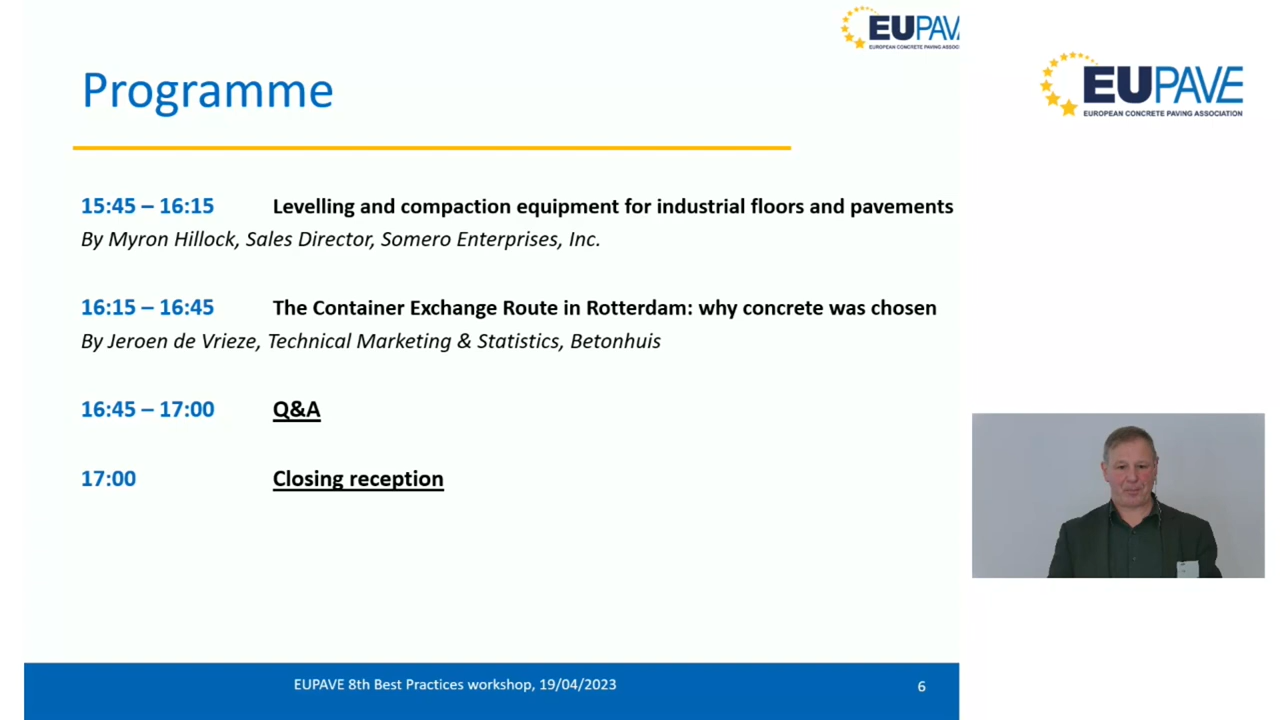 EUPAV
EUROPEAN CONCRETE PAVING ASSOC
EUPAVE
EUROPEAN CONCRETE PAVING ASSOCIATION
Programme
15:45 – 16:15 Levelling and compaction equipment for industrial floors and pavements
By Myron Hillock, Sales Director, Somero Enterprises, Inc.
16:15 – 16:45 The Container Exchange Route in Rotterdam: why concrete was chosen
By Jeroen de Vrieze, Technical Marketing & Statistics, Betonhuis
16:45 – 17:00 Q&A
17:00 Closing reception
EUPAVE 8th Best Practices workshop, 19/04/2023
6